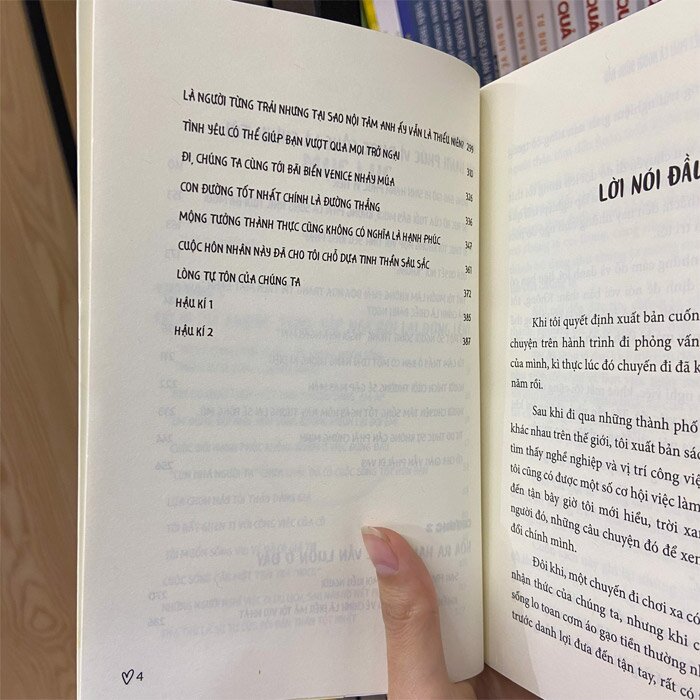 LÀ NGƯỜI TỪNG TRẢI NHƯNG TẠI SAO NỘI TÂM ANH ẤY VẪN LÀ THIẾU NIÊN? 299
TÌNH YÊU CÓ THỂ GIÚP BẠN VƯỢT QUA MỌI TRỞ NGẠI 310
ĐI, CHÚNG TA CÙNG TỚI BÃI BIỂN VENICE NHẢY MÚA 326
CON ĐƯỜNG TỐT NHẤT CHÍNH LÀ ĐƯỜNG THẲNG 336
MỘNG TƯỞNG THÀNH THỰC CŨNG KHÔNG CÓ NGHĨA LÀ HẠNH PHÚC 347
CUỘC HÔN NHÂN NÀY ĐÃ CHO TÔI CHỖ DỰA TINH THẦN SÂU SẮC 361
LÒNG TỰ TÔN CỦA CHÚNG TA 372
HẬU KÍ 1 385
HẬU KÍ 2 387
4
LỜI NÓI ĐẦU
Khi tôi quyết định xuất bản cuốn
chuyện trên hành trình đi phỏng vấn
của mình, kì thực lúc đó chuyến đi đã k
năm rồi.
Sau khi đi qua những thành phố
khác nhau trên thế giới, tôi xuất bản sác
tìm thấy nghề nghiệp và vị trí công việ
tôi cũng có được một số cơ hội việc làm
đến tận bây giờ tôi mới hiểu, trời xan
người đó, những câu chuyện đó để xen
đổi chính mình.
Đôi khi, một chuyến đi chơi xa có
nhận thức của chúng ta, nhưng khi c
sống lo toan cơm áo gạo tiền thường nh
trước danh lợi đưa đến tận tay, rất có